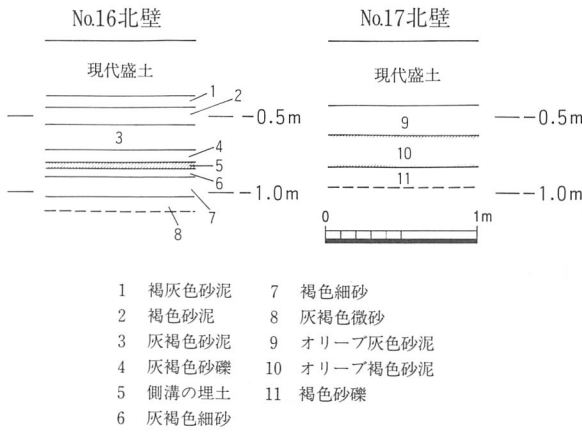 No.16北壁
No.17北壁
現代盛土
現代盛土
1
2
3
4
5
6
7
8
-0.5m
-1.0m
9
10
11
-0.5m
-1.0m
0
1m
1 褐灰色砂泥
2 褐色砂泥
3 灰褐色砂泥
4 灰褐色砂礫
5 側溝の埋土
6 灰褐色細砂
7 褐色細砂
8 灰褐色微砂
9 オリーブ灰色砂泥
10 オリーブ褐色砂泥
11 褐色砂礫